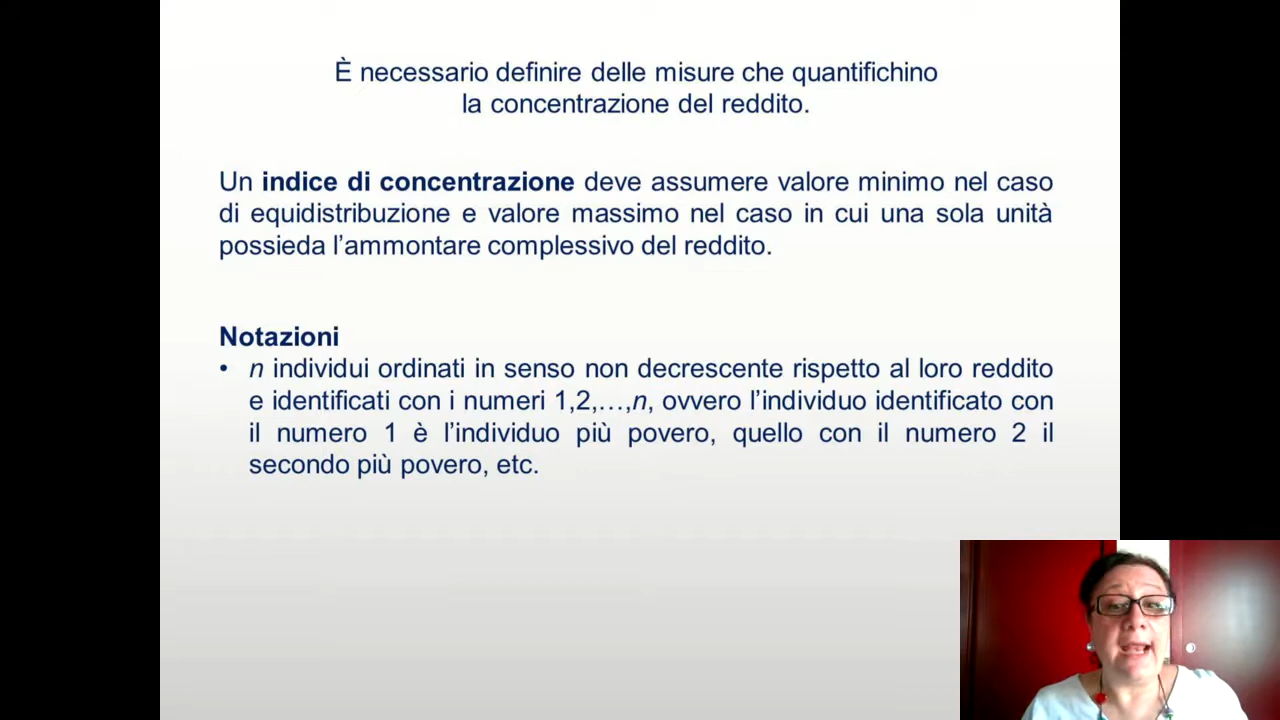 È necessario definire delle misure che quantifichino
la concentrazione del reddito.
Un indice di concentrazione deve assumere valore minimo nel caso
di equidistribuzione e valore massimo nel caso in cui una sola unità
possieda l’ammontare complessivo del reddito.
Notazioni
• n individui ordinati in senso non decrescente rispetto al loro reddito
e identificati con i numeri 1,2,…,n, ovvero l’individuo identificato con
il numero 1 è l’individuo più povero, quello con il numero 2 il
secondo più povero, etc.